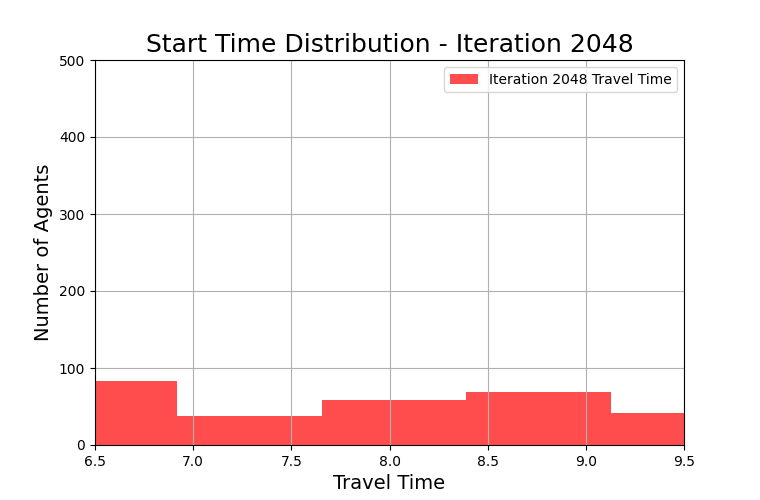 Start Time Distribution - Iteration 2048
500
Iteration 2048 Travel Time
400
300
200
100
0
Number of Agents
6.5 7.0 7.5 8.0 8.5 9.0 9.5
Travel Time